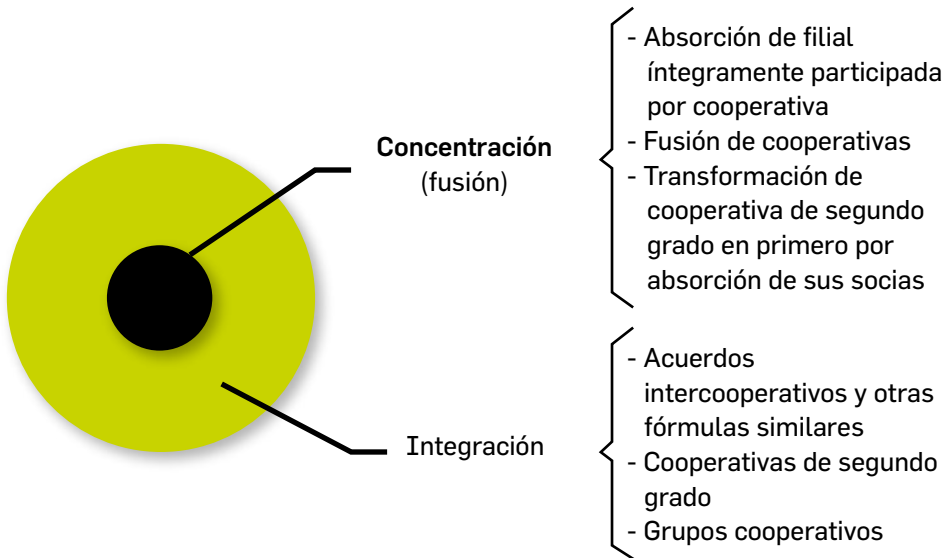 Concentración
(fusión)
- Absorción de filial
íntegramente participada
por cooperativa
- Fusión de cooperativas
- Transformación de
cooperativa de segundo
grado en primero por
absorción de sus socias
Integración
- Acuerdos
intercooperativos y otras
fórmulas similares
- Cooperativas de segundo
grado
- Grupos cooperativos